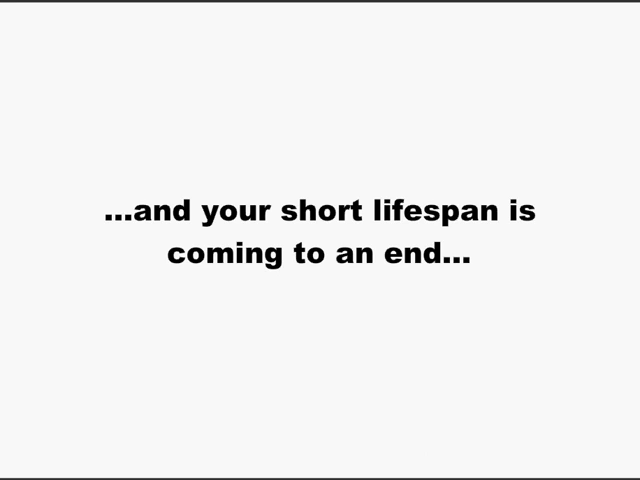 ...and your short lifespan is
coming to an end...